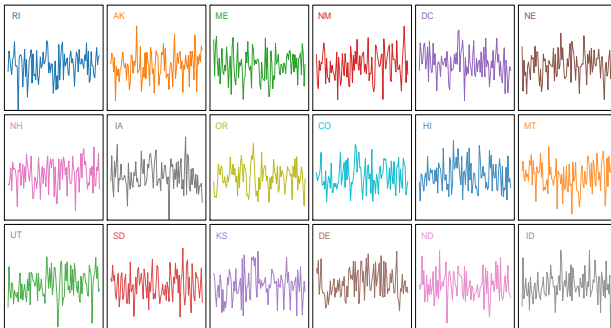 RI AK ME NM DC NE
NH IA OR CO HI MT
UT SD KS DE ND ID